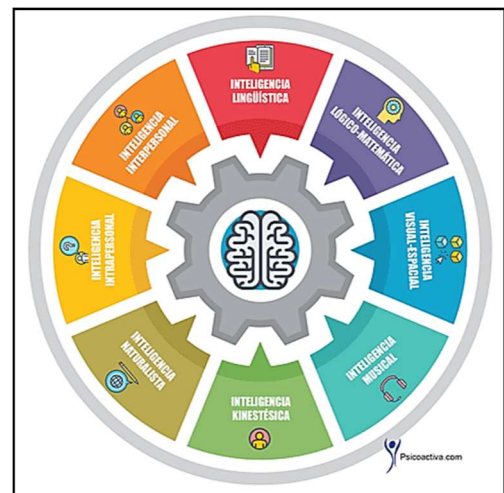 INTELIGENCIA
LINGÜÍSTICA
INTELIGENCIA
LÓGICO-MATEMÁTICA
INTELIGENCIA
VISUAL-ESPACIAL
INTELIGENCIA
MUSICAL
INTELIGENCIA
KINESTÉSICA
INTELIGENCIA
NATURALISTA
INTELIGENCIA
INTRAPERSONAL
INTELIGENCIA
INTERPERSONAL
Psicoactiva.com